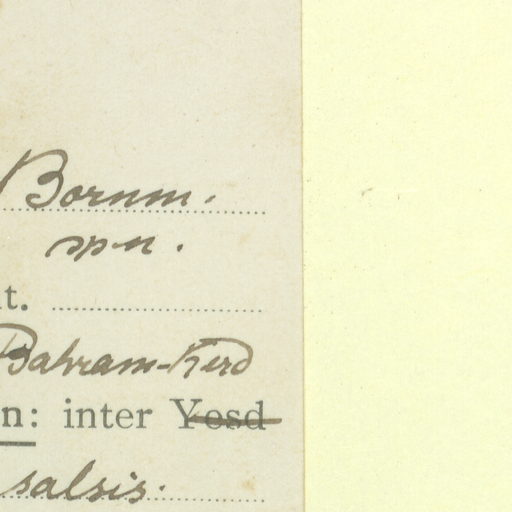 Bornm.
sp. n.
t.
Bahram-Kerd
n: inter Yesd
salsis.